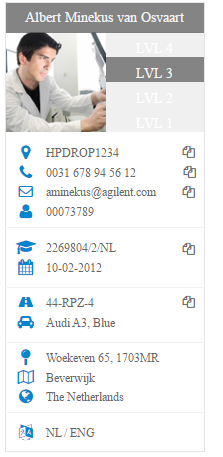 Albert Minekus van Osvaart
LVL 4
LVL 3
LVL 2
LVL 1
HPDROP1234
0031 678 94 56 12
aminekus@agilent.com
00073789
2269804/2/NL
10-02-2012
44-RPZ-4
Audi A3, Blue
Woekeven 65, 1703MR
Beverwijk
The Netherlands
NL / ENG